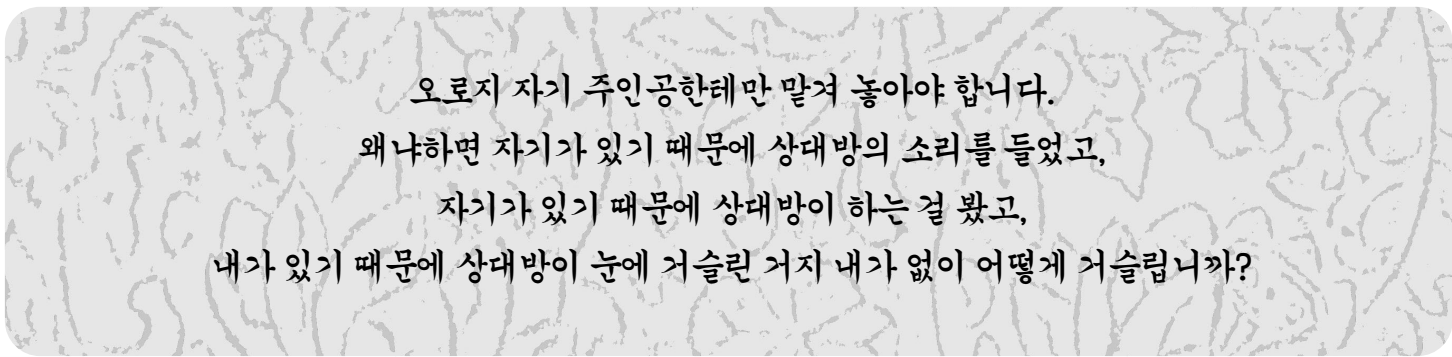 오로지 자기 주인공한테만 맡겨 놓아야 합니다.
왜냐하면 자기가 있기 때문에 상대방의 소리를 들었고,
자기가 있기 때문에 상대방이 하는 걸 봤고,
내가 있기 때문에 상대방이 눈에 거슬린 거지 내가 없이 어떻게 거슬립니까?